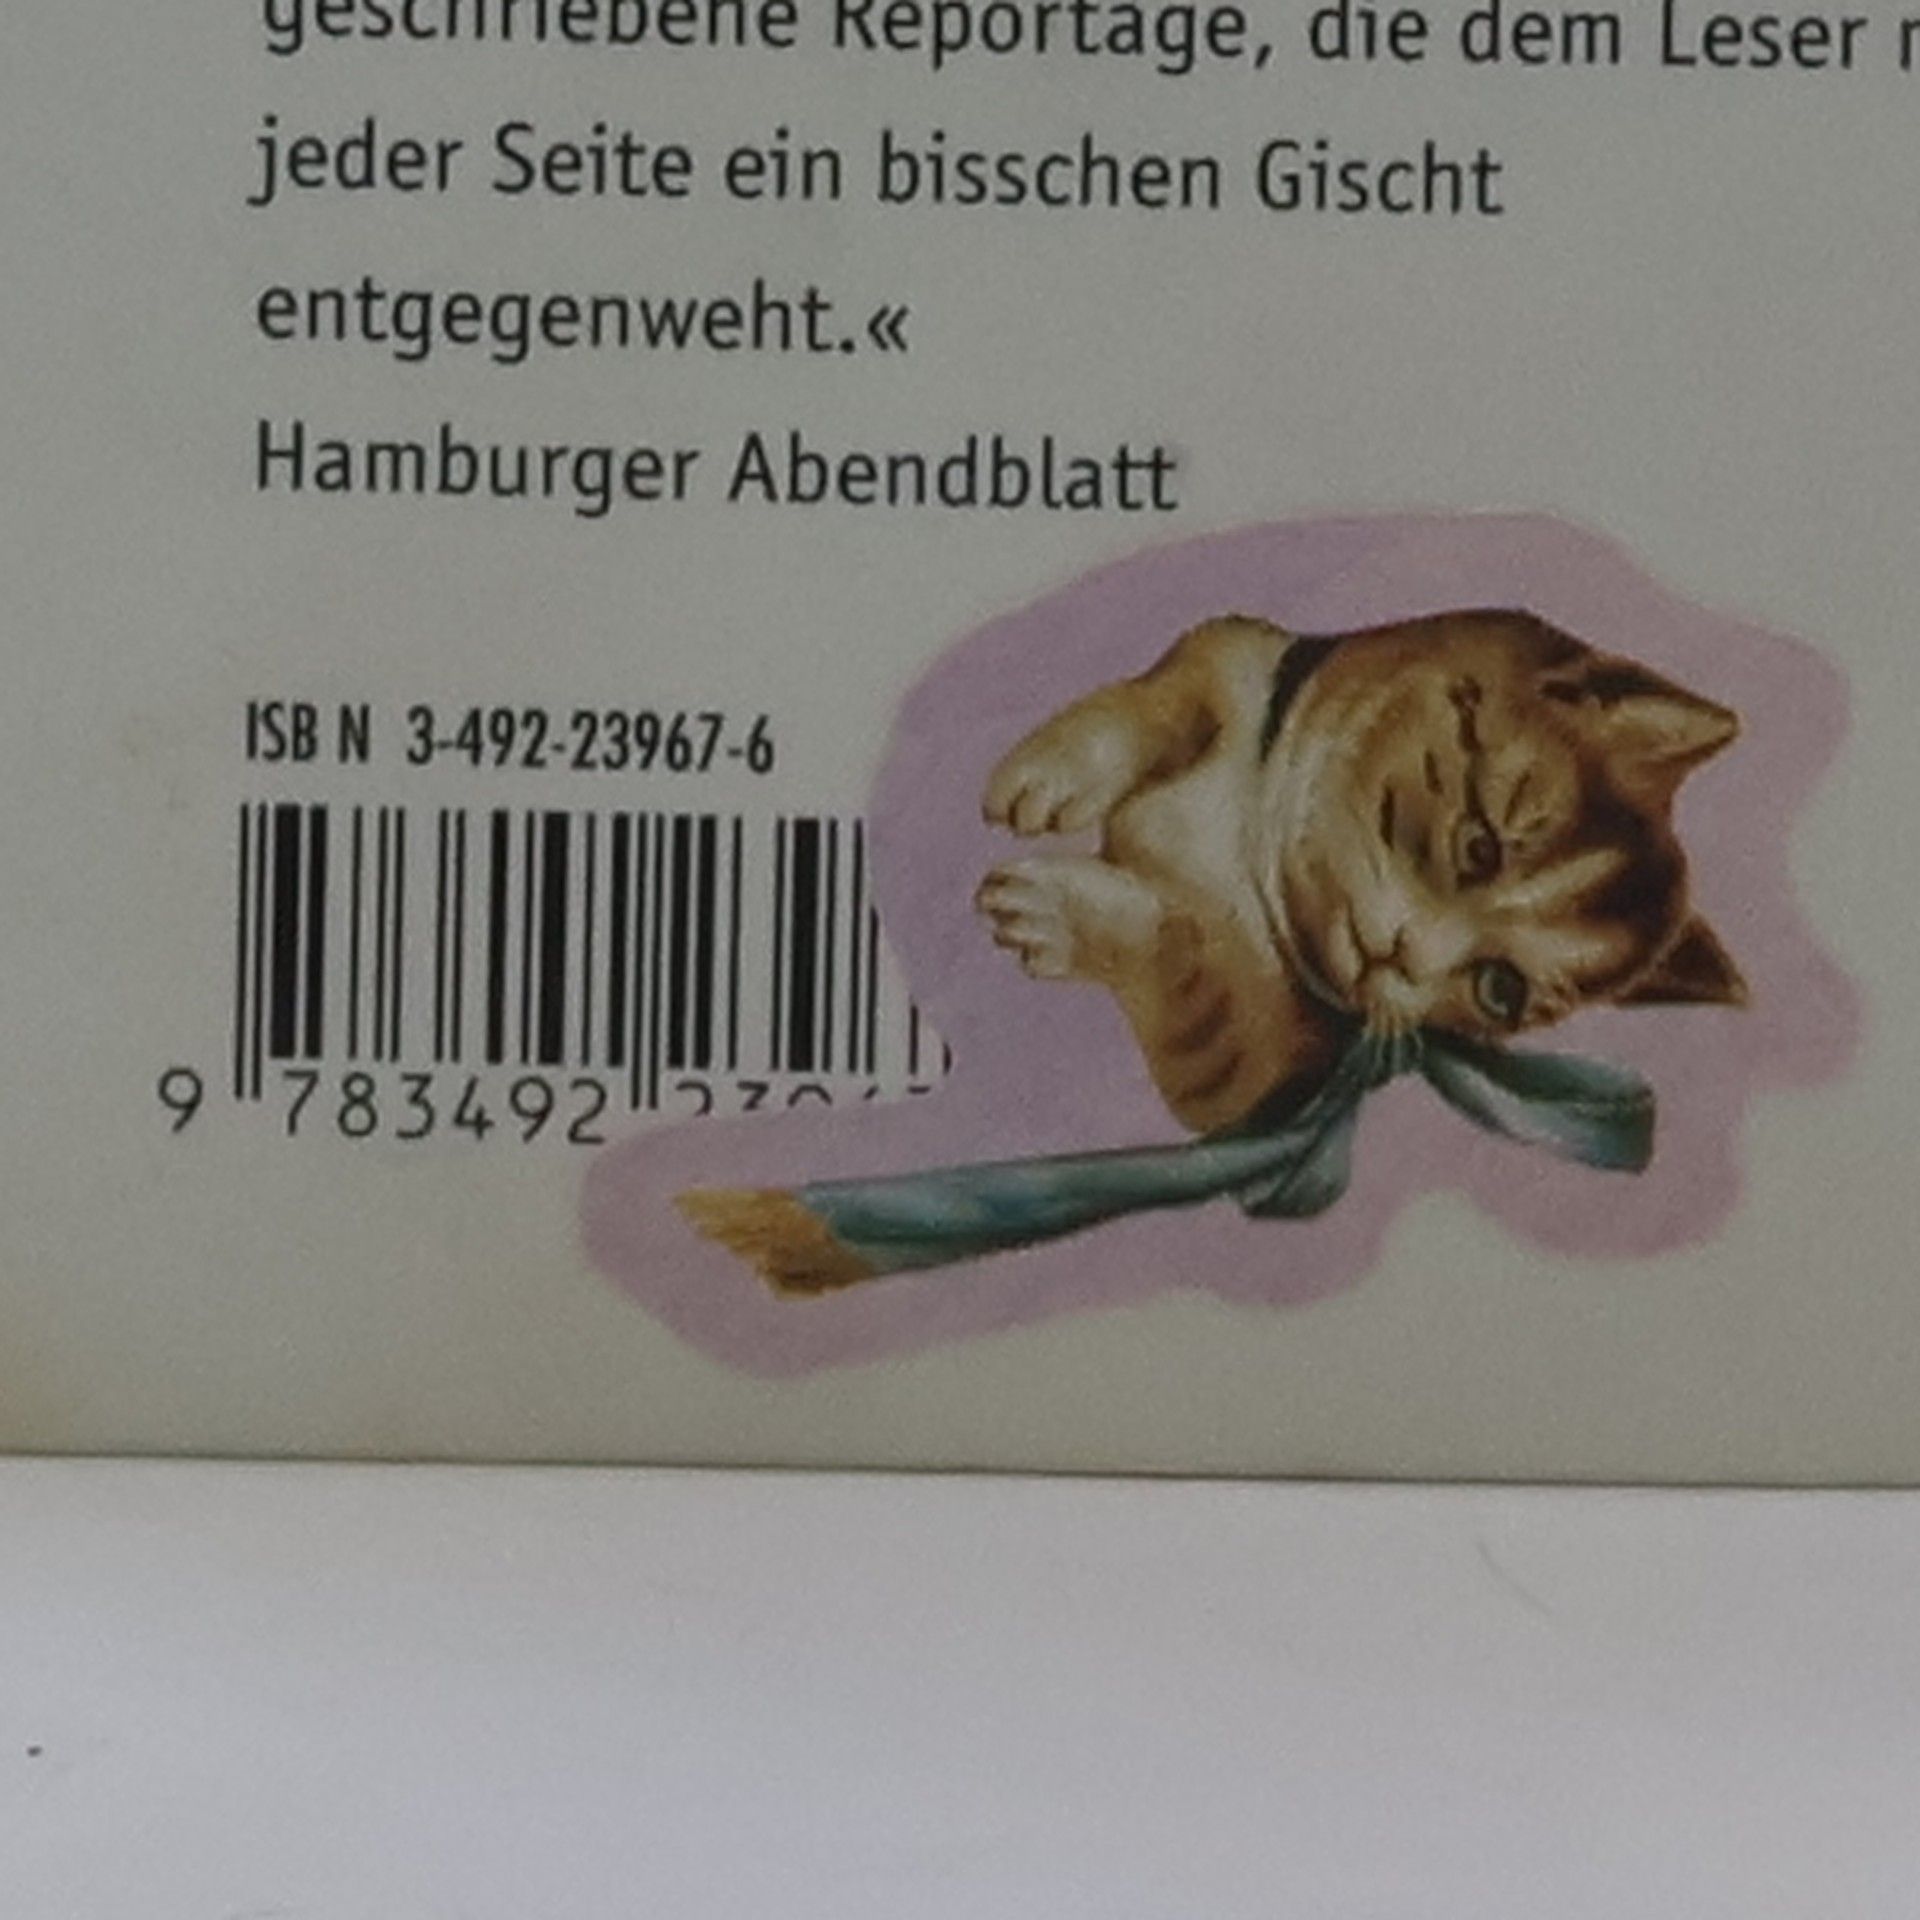 geschriebene Reportage, die dem Leser
jeder Seite ein bisschen Gischt
entgegenweht.«
Hamburger Abendblatt
ISBN 3-492-23967-6
9 783492